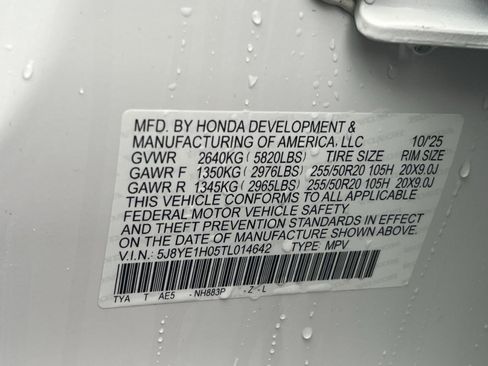 MFD. BY HONDA DEVELOPMENT &
MANUFACTURING OF AMERICA, LLC 10/'25
GVWR 2640KG ( 5820LBS) TIRE SIZE RIM SIZE
GAWR F 1350KG ( 2976LBS) 255/50R20 105H 20X9.0J
GAWR R 1345KG ( 2965LBS) 255/50R20 105H 20X9.0J
THIS VEHICLE CONFORMS TO ALL APPLICABLE
FEDERAL MOTOR VEHICLE SAFETY,
AND THEFT PREVENTION STANDARDS IN EFFECT
ON THE DATE OF MANUFACTURE SHOWN ABOVE.
V.I.N.: 5J8YE1H05TL014642 TYPE MPV
TYA T AE5 -NH883P -Z -L